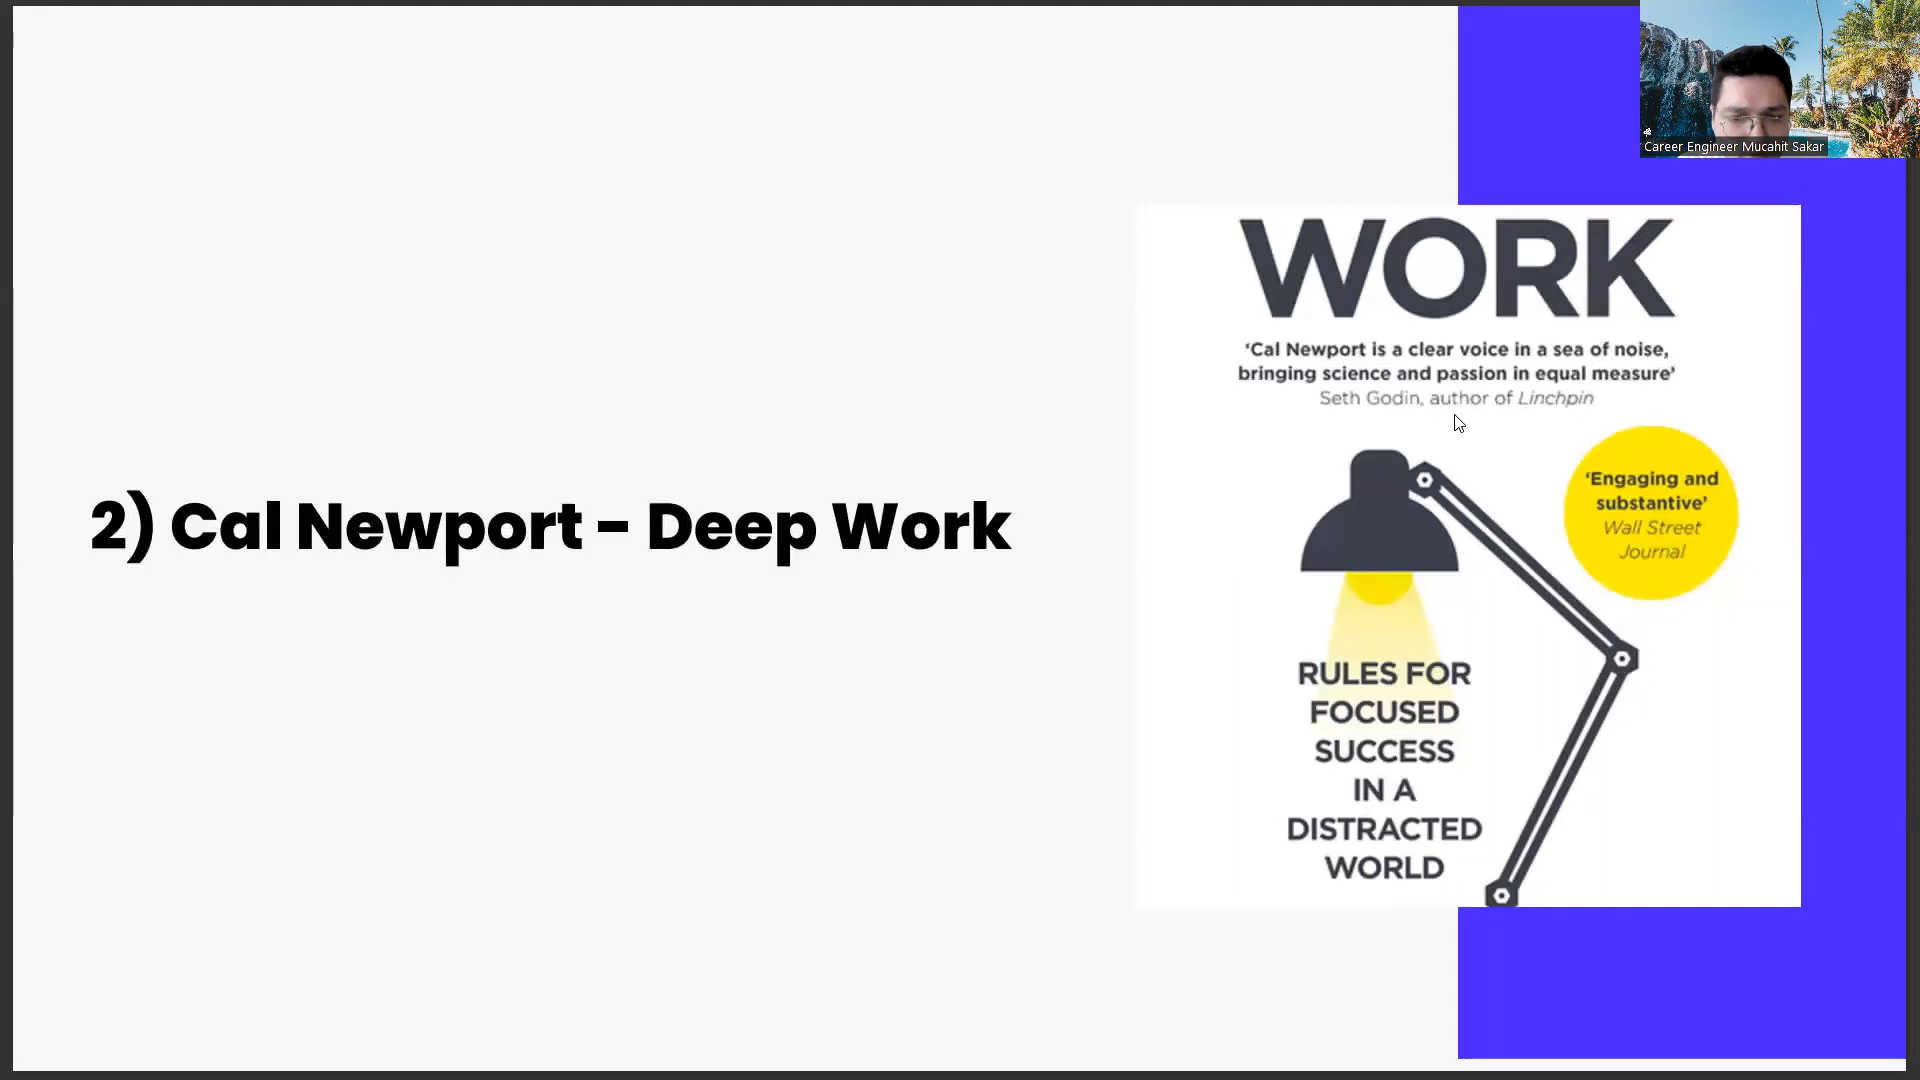 Career Engineer Mucahit Sakar
2) Cal Newport - Deep Work
WORK
‘Cal Newport is a clear voice in a sea of noise,
bringing science and passion in equal measure’
Seth Godin, author of Linchpin
‘Engaging and
substantive’
Wall Street
Journal
RULES FOR
FOCUSED
SUCCESS
IN A
DISTRACTED
WORLD